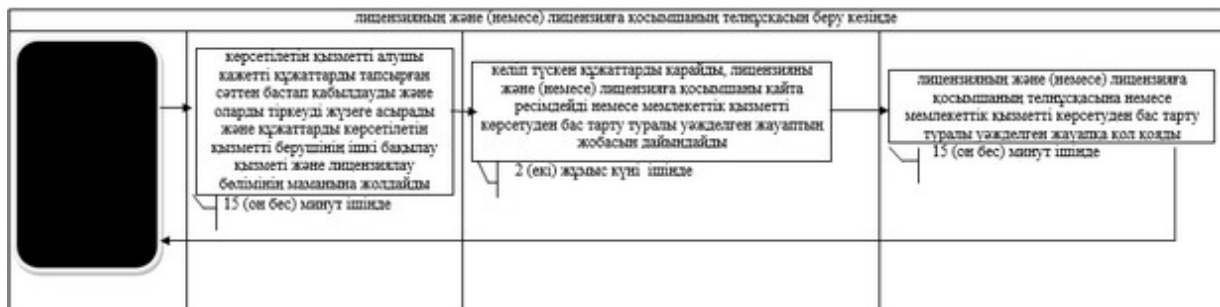 лицензияның және (немесе) лицензияға қосымшаның телнұсқасын беру кезінде
көрсетілетін қызметті алушы
қажетті құжаттарды тапсырған
сәттен бастап қабылдауды және
оларды тіркеуді жүзеге асырады
және құжаттарды көрсетілетін
қызметті берушінің ішкі бақылау
қызметі және лицензиялау
бөлімінің маманына жолдайды
15 (он бес) минут ішінде
келіп түскен құжаттарды қарайды, лицензияны
және (немесе) лицензияға қосымшаны қайта
ресімдейді немесе мемлекеттік қызметті
көрсетуден бас тарту туралы уәжделген жауаптың
жобасын дайындайды
2 (екі) жұмыс күні ішінде
лицензияның және (немесе) лицензияға
қосымшаның телнұсқасына немесе
мемлекеттік қызметті көрсетуден бас тарту
туралы уәжделген жауапқа қол қояды
15 (он бес) минут ішінде